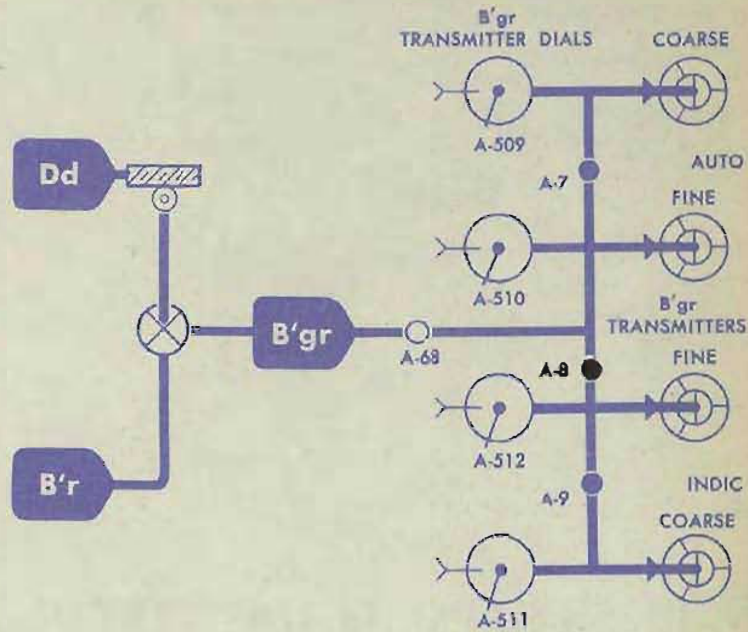 B'gr
TRANSMITTER DIALS
COARSE
A-509
Dd
AUTO
A-7
FINE
A-510
B'gr
TRANSMITTERS
B'gr
A-68
A-8
FINE
A-512
B'r
INDIC
A-9
COARSE
A-511